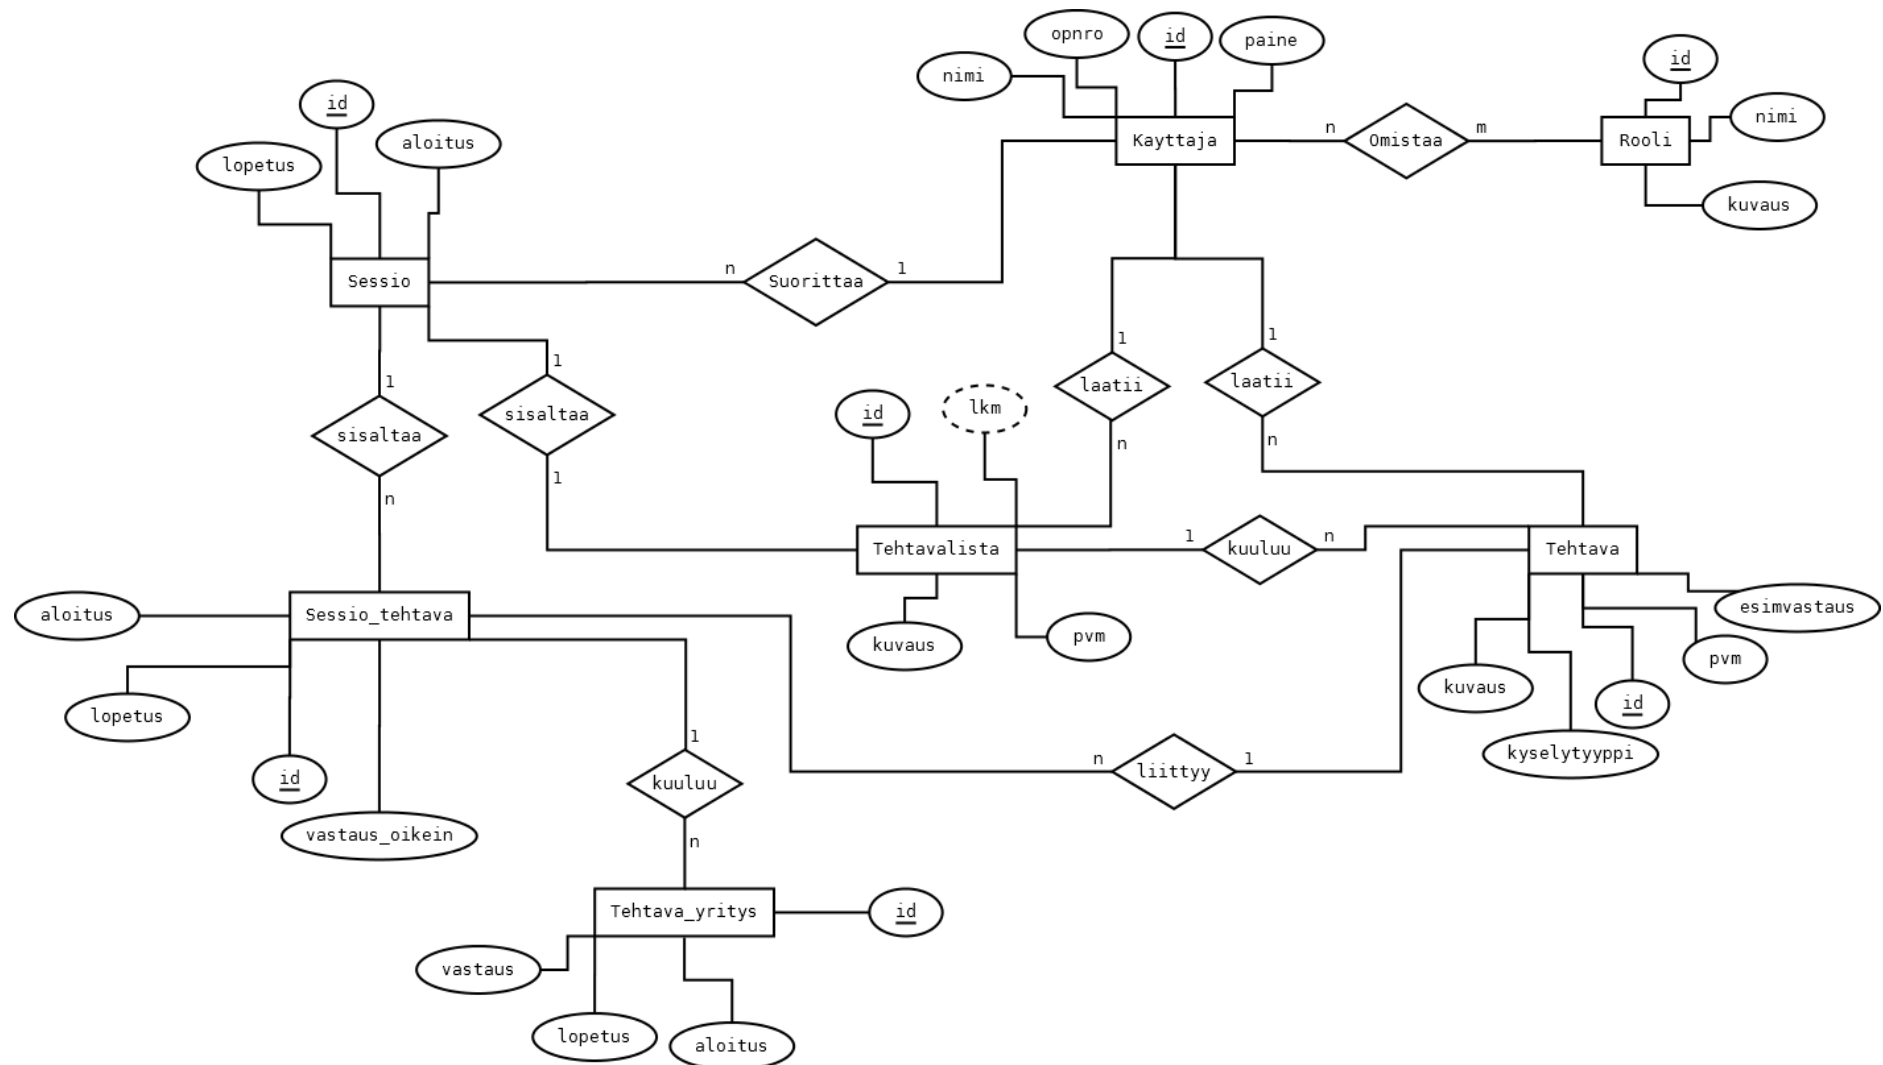 opnro
id
paine
nimi
id
nimi
id
aloitus
lopetus
Kayttaja
n
Omistaa
m
Rooli
kuvaus
Sessio
n
Suorittaa
1
1
1
1
1
laatii
laatii
id
lkm
sisaltaa
sisaltaa
n
n
1
n
Tehtavalista
1
kuuluu
n
Tehtava
aloitus
Sessio_tehtava
esimvastaus
kuvaus
pvm
pvm
kuvaus
id
lopetus
1
kyselytyyppi
n
liittyy
1
id
kuuluu
vastaus_oikein
n
Tehtava_yritys
id
vastaus
lopetus
aloitus